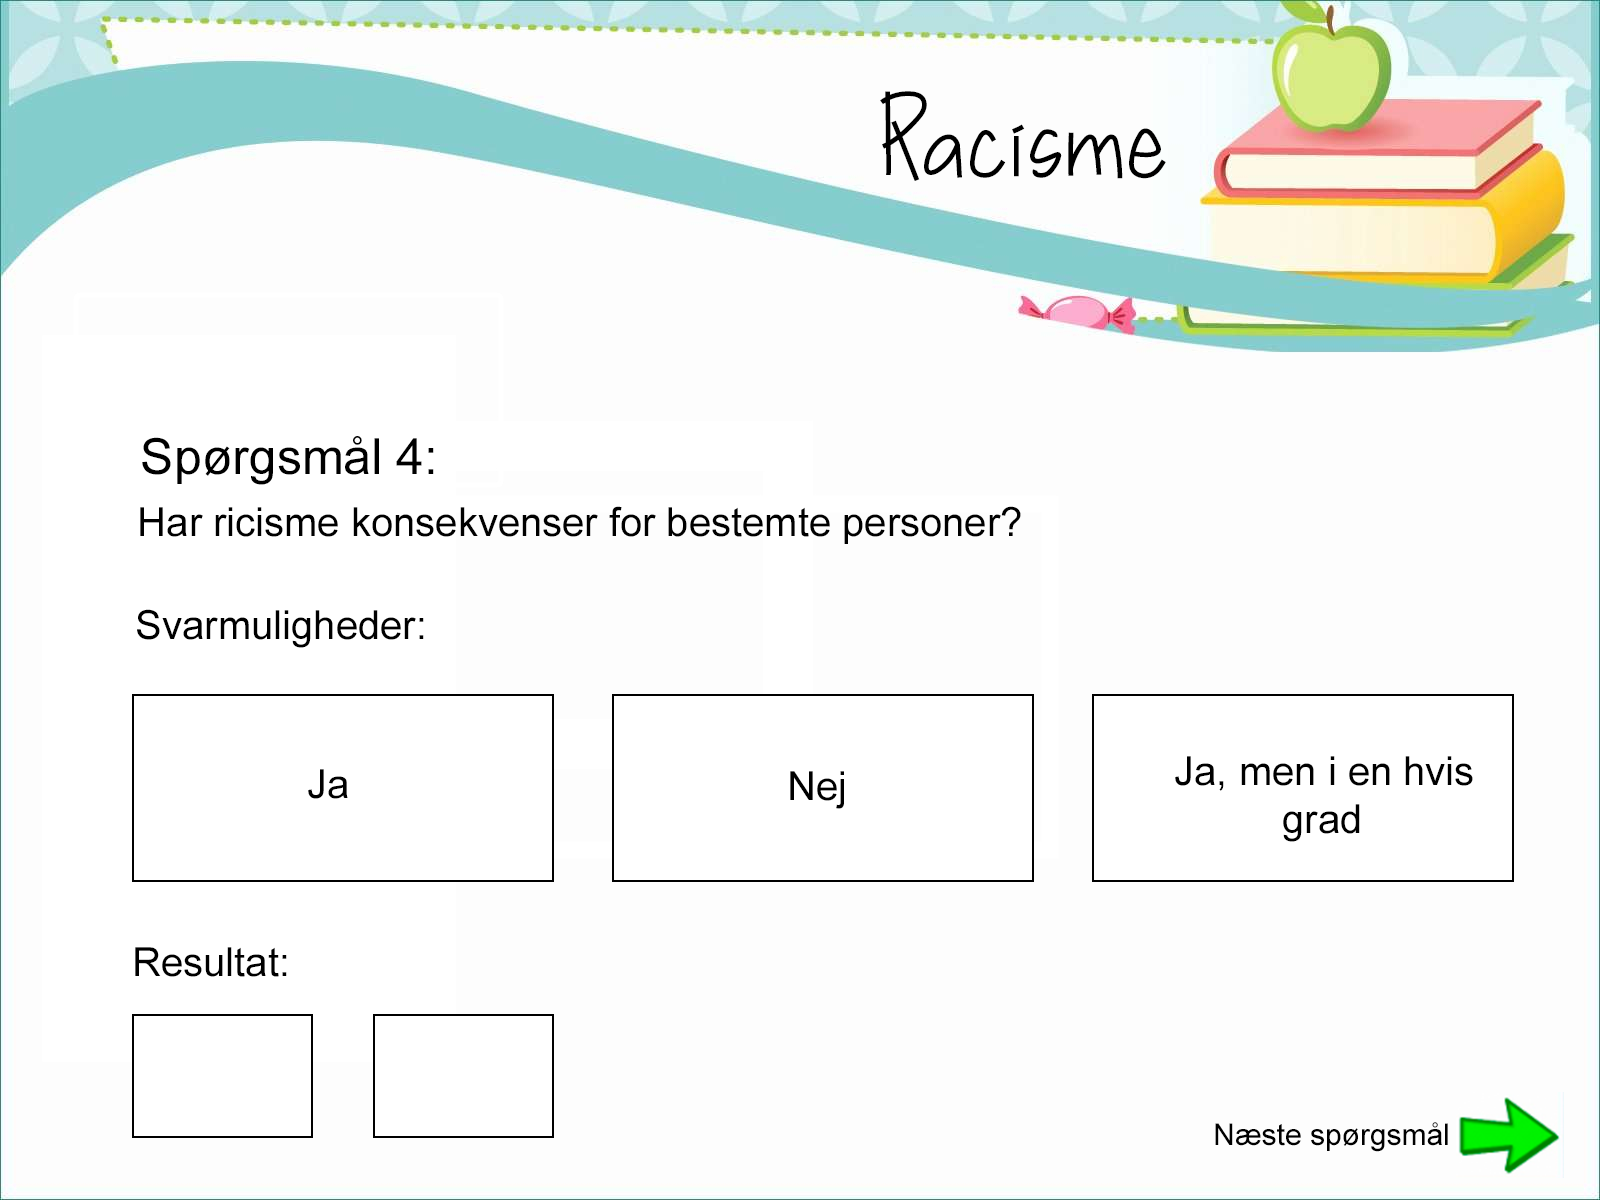 Racisme
Spørgsmål 4:
Har ricisme konsekvenser for bestemte personer?
Svarmuligheder:
Ja
Nej
Ja, men i en hvis
grad
Resultat:
Næste spørgsmål